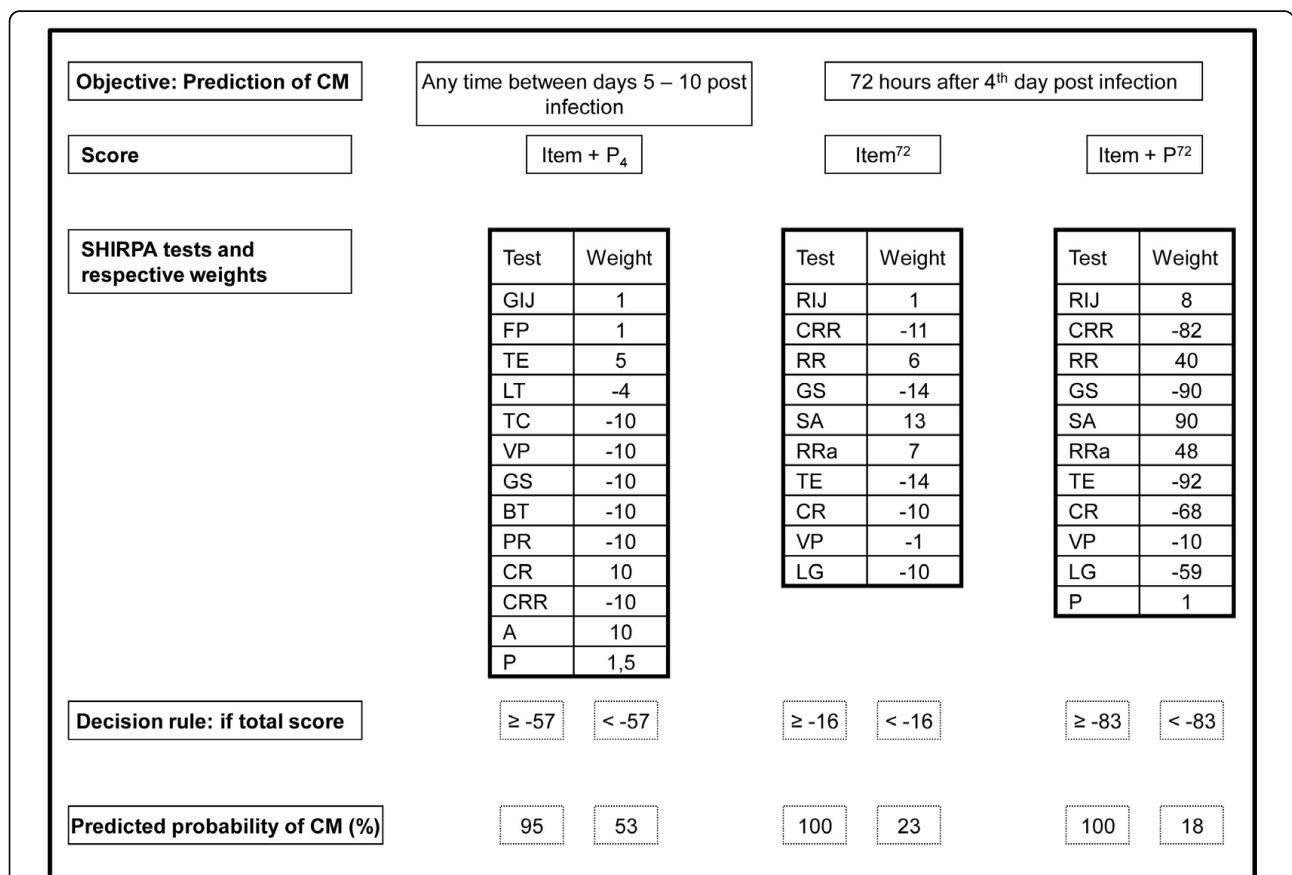 Objective: Prediction of CM
Any time between days 5 – 10 post
infection
72 hours after 4th day post infection
Score
Item + P4
Item72
Item + P72
SHIRPA tests and
respective weights
Test Weight
GIJ 1
FP 1
TE 5
LT -4
TC -10
VP -10
GS -10
BT -10
PR -10
CR 10
CRR -10
A 10
P 1,5
Test Weight
RIJ 1
CRR -11
RR 6
GS -14
SA 13
RRa 7
TE -14
CR -10
VP -1
LG -10
Test Weight
RIJ 8
CRR -82
RR 40
GS -90
SA 90
RRa 48
TE -92
CR -68
VP -10
LG -59
P 1
Decision rule: if total score
≥ -57 < -57
≥ -16 < -16
≥ -83 < -83
Predicted probability of CM (%)
95 53
100 23
100 18